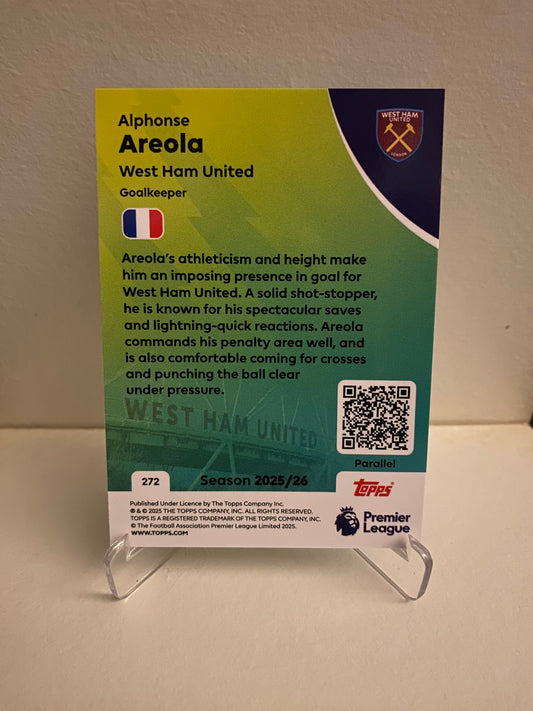 Alphonse
Areola
West Ham United
Goalkeeper
WEST HAM
UNITED
LONDON
Areola's athleticism and height make
him an imposing presence in goal for
West Ham United. A solid shot-stopper,
he is known for his spectacular saves
and lightning-quick reactions. Areola
commands his penalty area well, and
is also comfortable coming for crosses
and punching the ball clear
under pressure.
WEST HAM UNITED
Parallel
272
Season 2025/26
TOPPS
Published Under Licence by The Topps Company Inc.
® & © 2025 THE TOPPS COMPANY, INC. ALL RIGHTS RESERVED.
TOPPS IS A REGISTERED TRADEMARK OF THE TOPPS COMPANY, INC.
© The Football Association Premier League Limited 2025.
WWW.TOPPS.COM
Premier
League